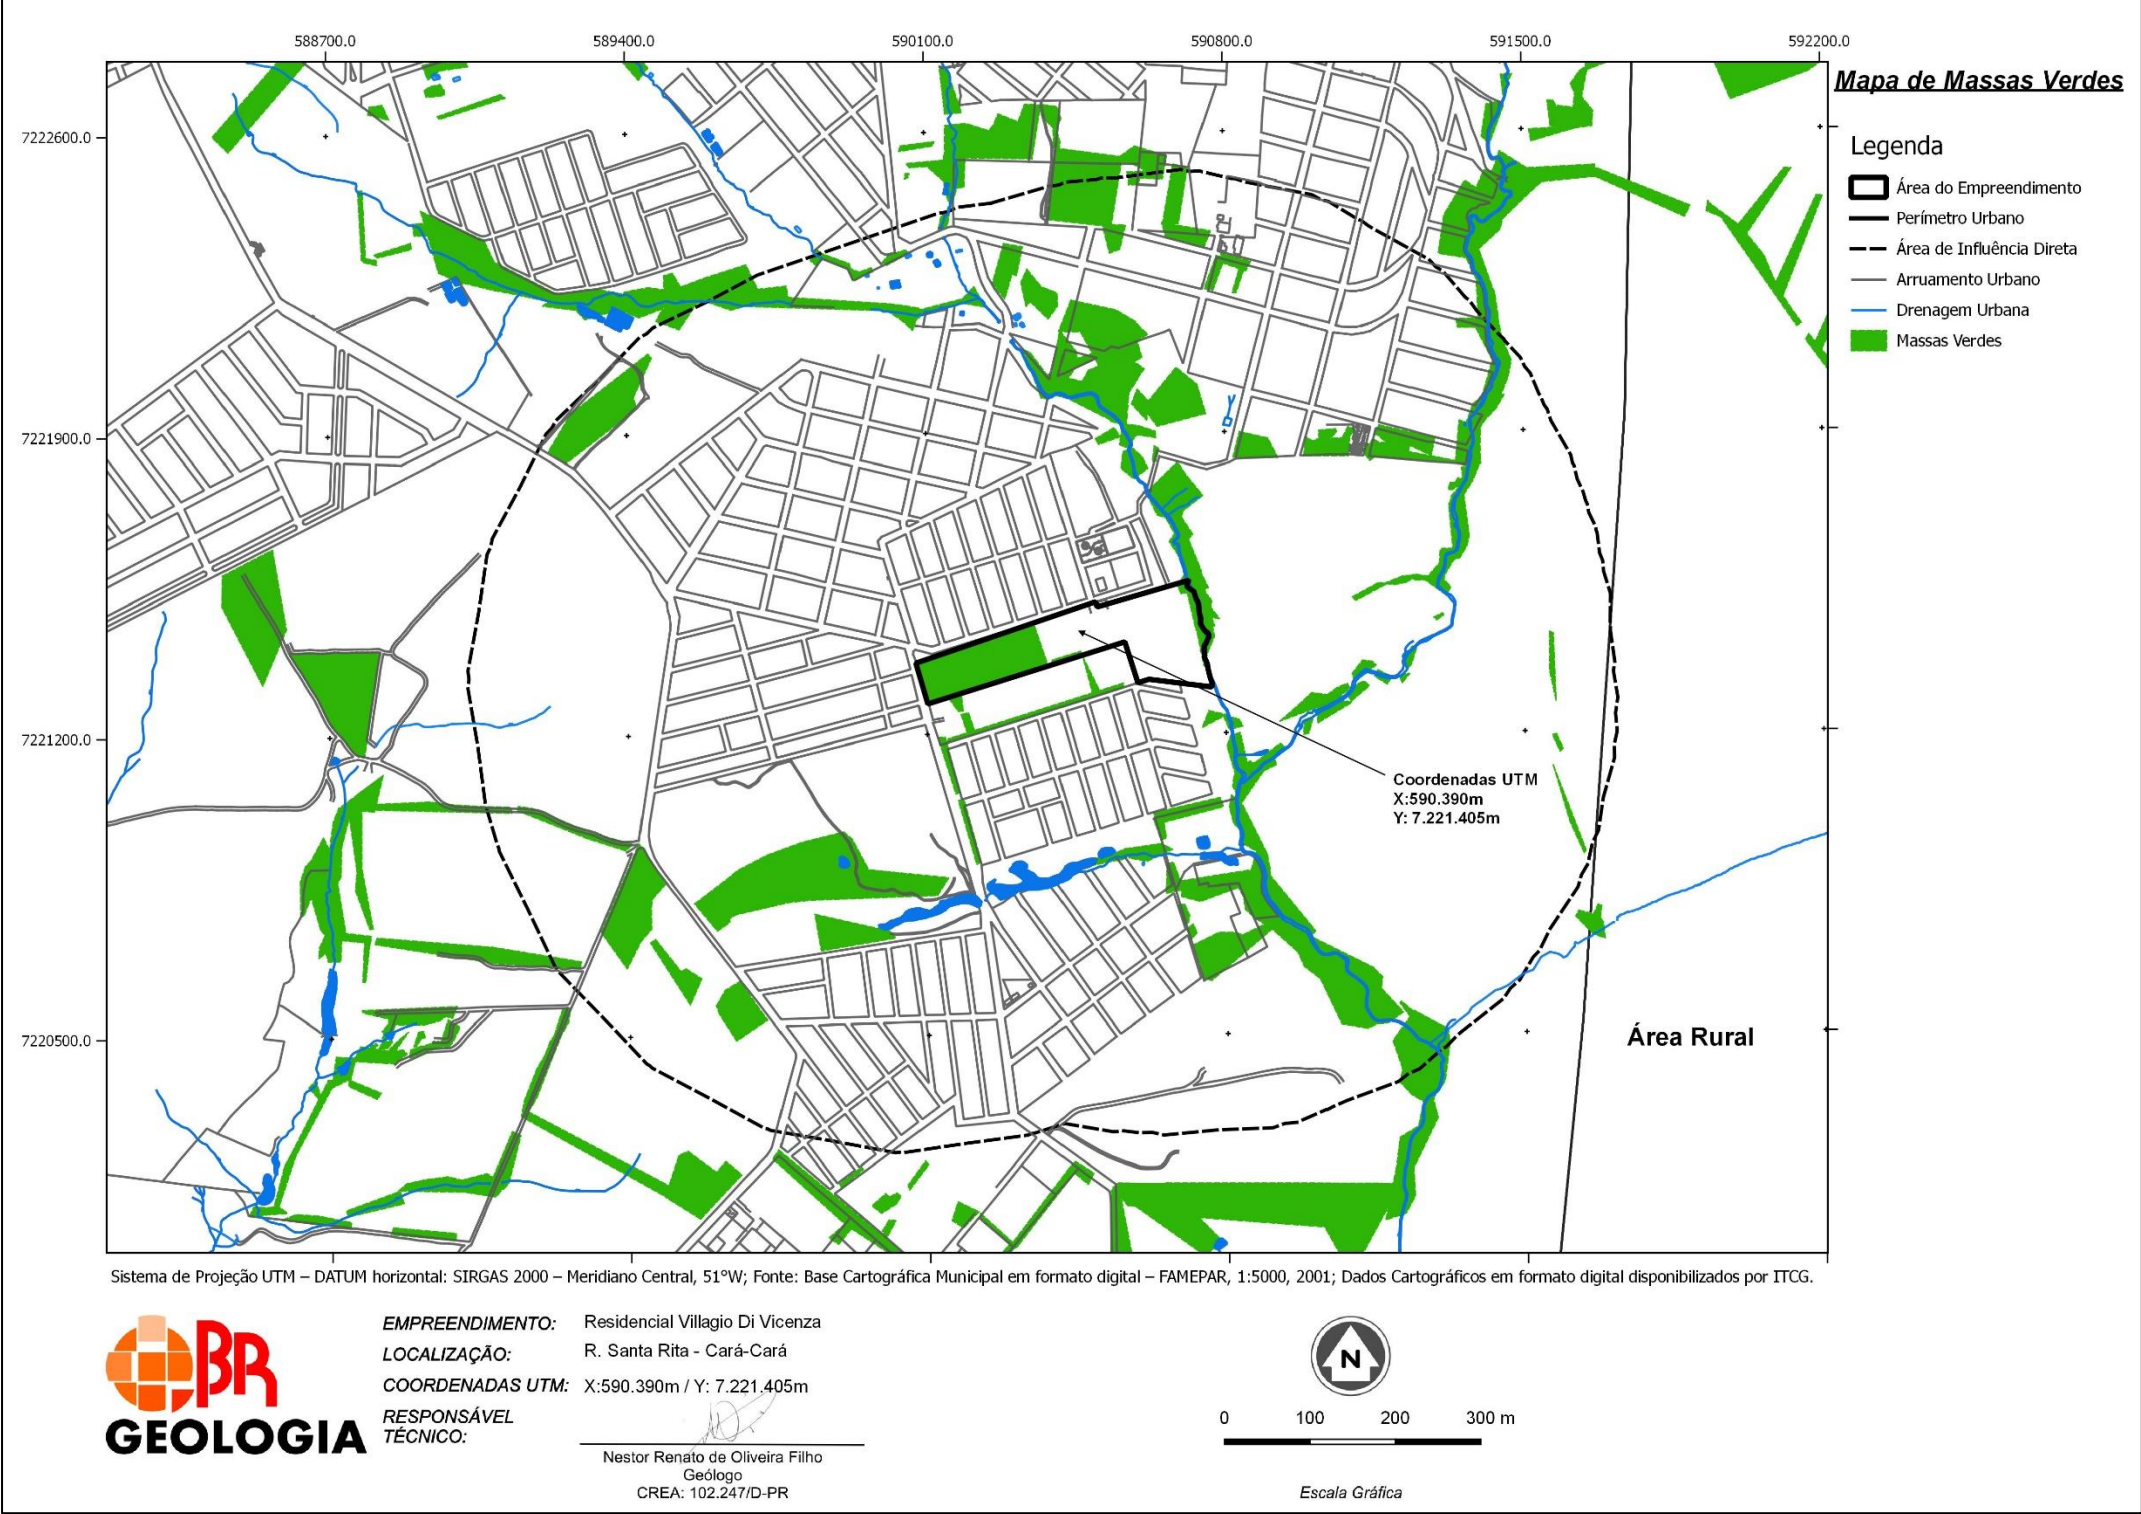 588700.0 589400.0 590100.0 590800.0 591500.0 592200.0
Mapa de Massas Verdes
7222600.0
7221900.0
7221200.0
7220500.0
Legenda
Área do Empreendimento
Perímetro Urbano
Área de Influência Direta
Arruamento Urbano
Drenagem Urbana
Massas Verdes
Coordenadas UTM
X:590.390m
Y: 7.221.405m
Área Rural
Sistema de Projeção UTM – DATUM horizontal: SIRGAS 2000 – Meridiano Central, 51°W; Fonte: Base Cartográfica Municipal em formato digital – FAMEPAR, 1:5000, 2001; Dados Cartográficos em formato digital disponibilizados por ITCG.
BR
GEOLOGIA
EMPREENDIMENTO: Residencial Villagio Di Vicenza
LOCALIZAÇÃO: R. Santa Rita - Cará-Cará
COORDENADAS UTM: X:590.390m / Y: 7.221.405m
RESPONSÁVEL
TÉCNICO:
Nestor Renato de Oliveira Filho
Geólogo
CREA: 102.247/D-PR
N
0 100 200 300 m
Escala Gráfica